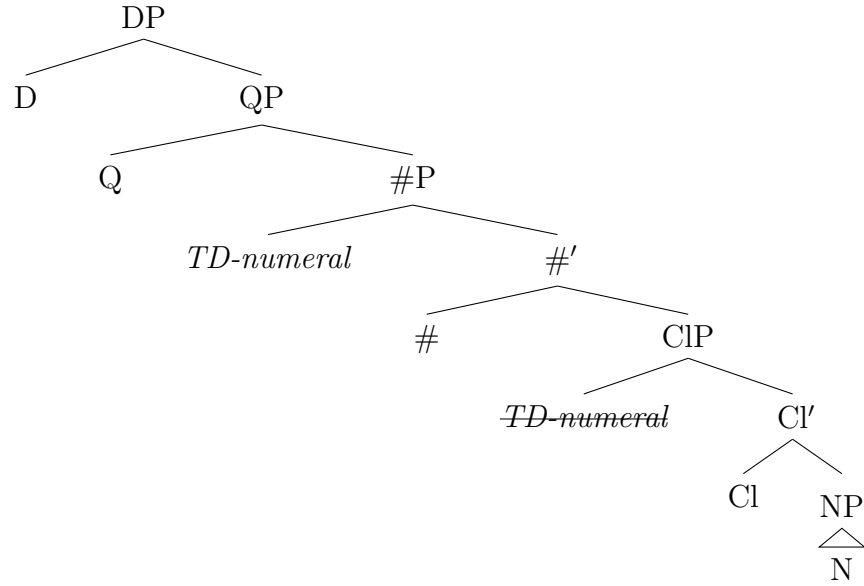 DP
D QP
Q #P
TD-numeral #′
# ClP
TD-numeral Cl′
Cl NP
N